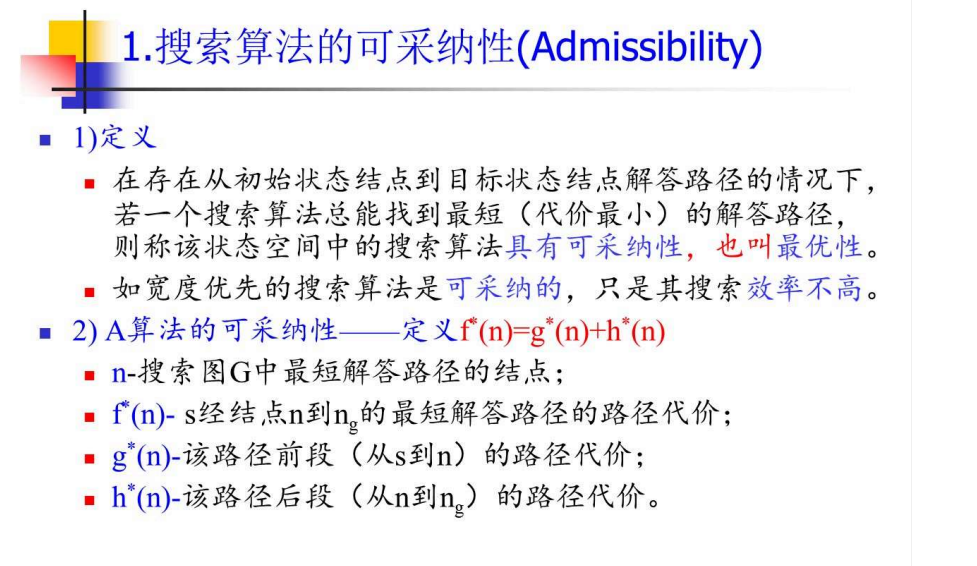 1.搜索算法的可采纳性(Admissibility)
1)定义
在存在从初始状态结点到目标状态结点解答路径的情况下，
若一个搜索算法总能找到最短（代价最小）的解答路径，
则称该状态空间中的搜索算法具有可采纳性，也叫最优性。
如宽度优先的搜索算法是可采纳的，只是其搜索效率不高。
2) A算法的可采纳性——定义f*(n)=g*(n)+h*(n)
n-搜索图G中最短解答路径的结点；
f*(n)- s经结点n到ng的最短解答路径的路径代价；
g*(n)-该路径前段（从s到n）的路径代价；
h*(n)-该路径后段（从n到ng）的路径代价。